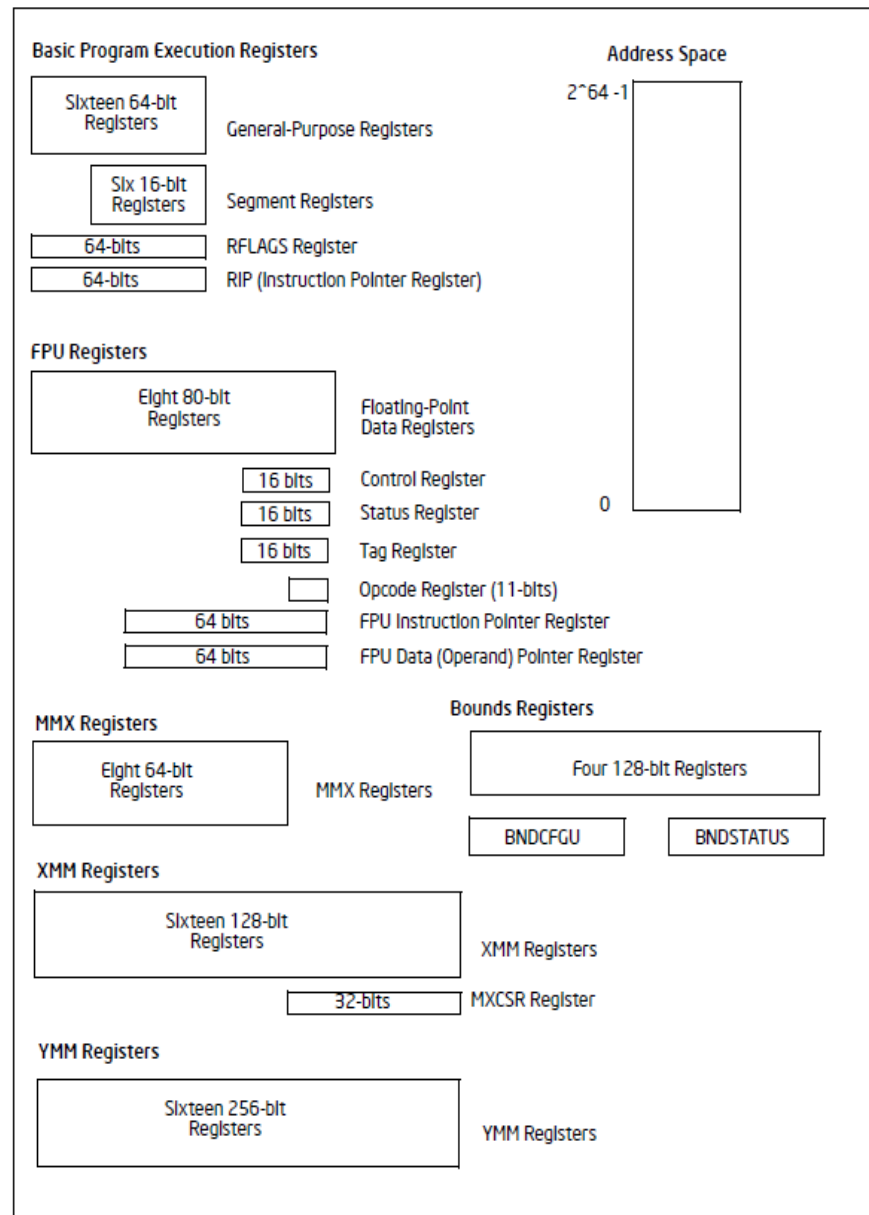 Basic Program Execution Registers
Address Space
2^64 -1
Sixteen 64-bit
Registers
General-Purpose Registers
Six 16-bit
Registers
Segment Registers
64-bits
RFLAGS Register
64-bits
RIP (Instruction Pointer Register)
FPU Registers
Eight 80-bit
Registers
Floating-Point
Data Registers
16 bits
Control Register
0
16 bits
Status Register
16 bits
Tag Register
Opcode Register (11-bits)
64 bits
FPU Instruction Pointer Register
64 bits
FPU Data (Operand) Pointer Register
Bounds Registers
MMX Registers
Four 128-bit Registers
Eight 64-bit
Registers
MMX Registers
BNDCFGU
BNDSTATUS
XMM Registers
Sixteen 128-bit
Registers
XMM Registers
32-bits
MXCSR Register
YMM Registers
Sixteen 256-bit
Registers
YMM Registers